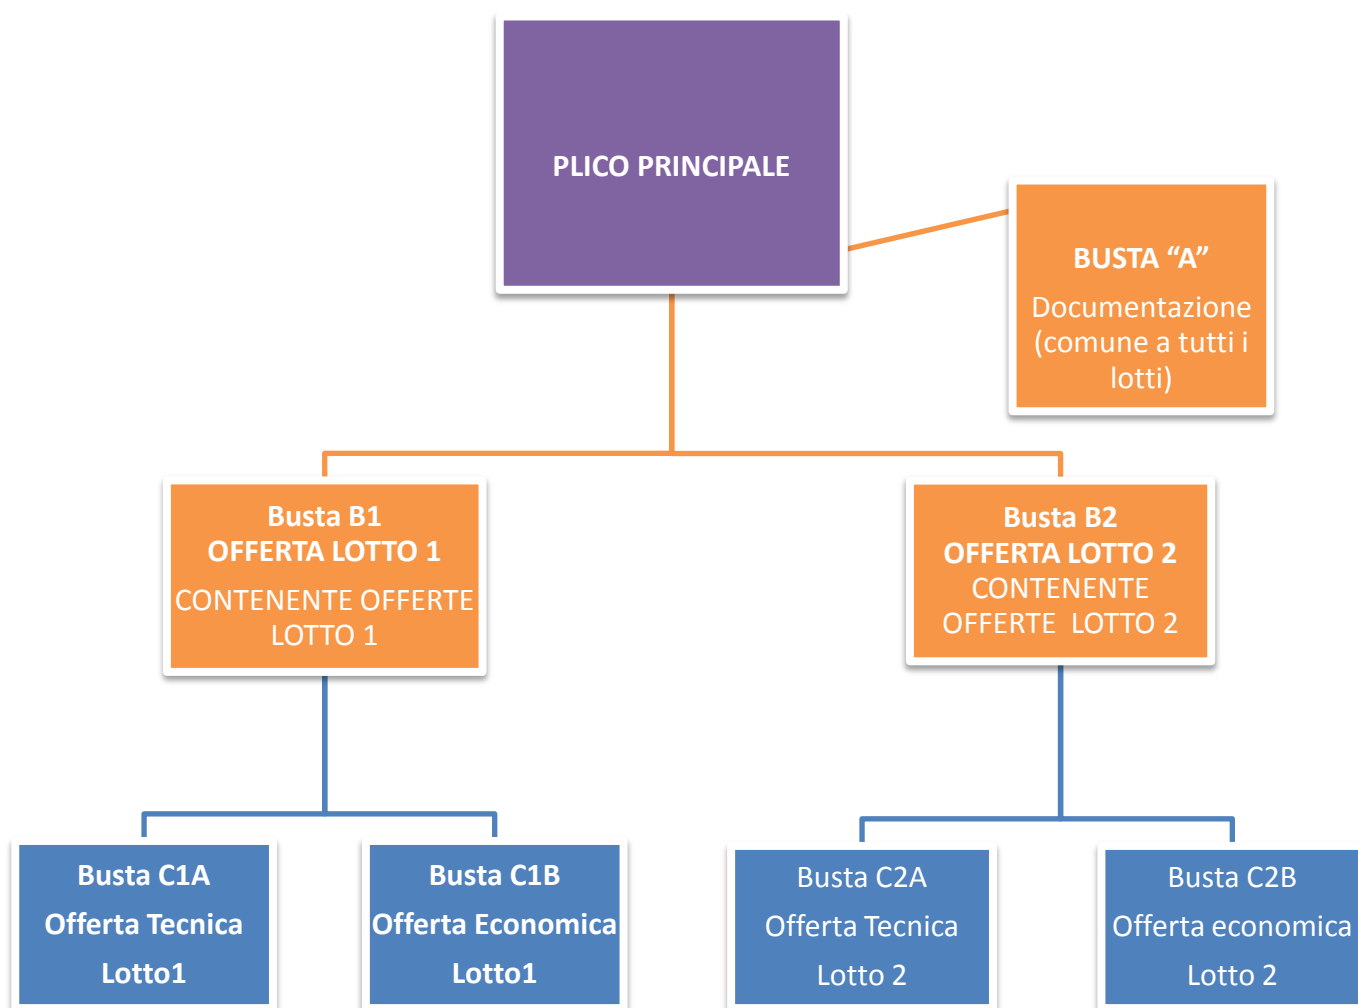 PLICO PRINCIPALE
BUSTA “A”
Documentazione
(comune a tutti i
lotti)
Busta B1
OFFERTA LOTTO 1
CONTENENTE OFFERTE
LOTTO 1
Busta B2
OFFERTA LOTTO 2
CONTENENTE
OFFERTE  LOTTO 2
Busta C1A
Offerta Tecnica
Lotto1
Busta C1B
Offerta Economica
Lotto1
Busta C2A
Offerta Tecnica
Lotto 2
Busta C2B
Offerta economica
Lotto 2